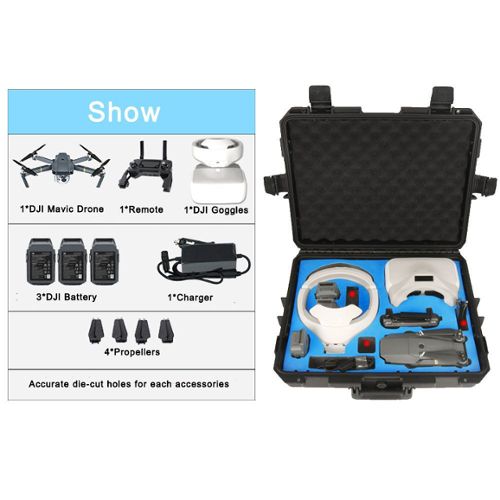 Show
1*DJI Mavic Drone
1*Remote
1*DJI Goggles
3*DJI Battery
1*Charger
4*Propellers
Accurate die-cut holes for each accessories